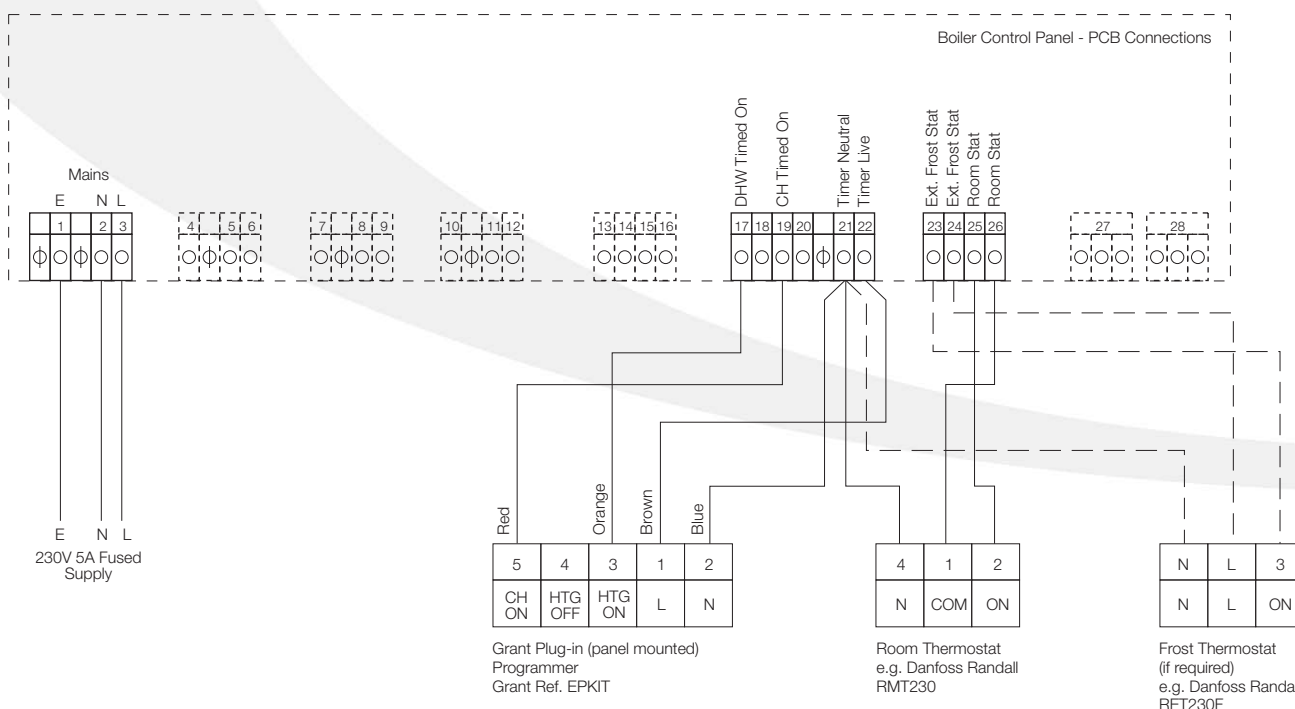 Boiler Control Panel - PCB Connections
Mains
E N L
DHW Timed On
CH Timed On
Timer Neutral
Timer Live
Ext. Frost Stat
Ext. Frost Stat
Room Stat
Room Stat
1 2 3
4 5 6
7 8 9
10 11 12
13 14 15 16
17 18 19 20 21 22
23 24 25 26
27
28
E N L
230V 5A Fused
Supply
Red
Orange
Brown
Blue
5 4 3 1 2
CH ON
HTG OFF
HTG ON
L
N
Grant Plug-in (panel mounted)
Programmer
Grant Ref. EPKIT
4 1 2
N COM ON
Room Thermostat
e.g. Danfoss Randall
RMT230
N L 3
N L ON
Frost Thermostat
(if required)
e.g. Danfoss Randa